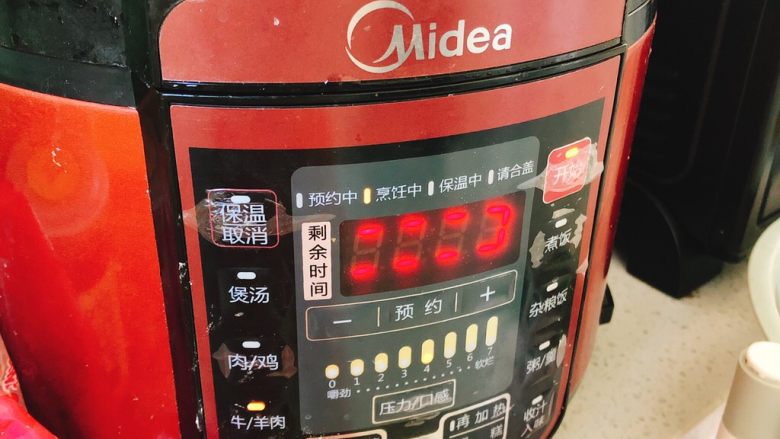 Midea
预约中 烹饪中 保温中 请合盖
开始
保温
取消
剩余时间
煮饭
煲汤
－ 预约 ＋
杂粮饭
肉/鸡
0 1 2 3 4 5 6 7
嚼劲 软烂
粥/
牛/羊肉
压力/口感
再加热
收汁
入味
糕